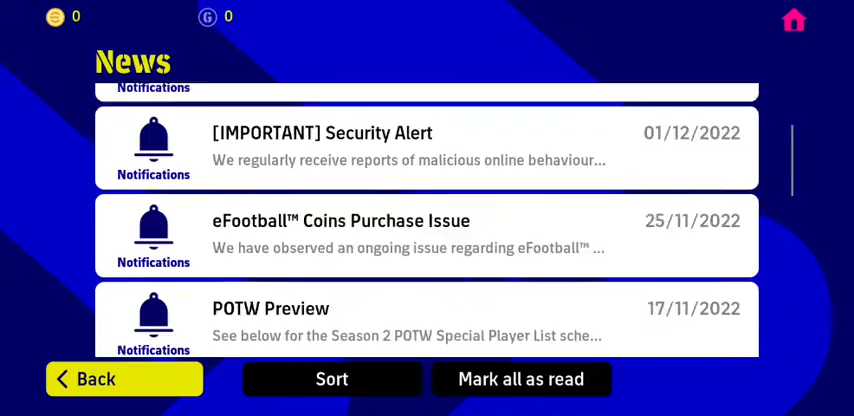 0
G 0
News
Notifications
[IMPORTANT] Security Alert 01/12/2022
We regularly receive reports of malicious online behaviour...
Notifications
eFootball™ Coins Purchase Issue 25/11/2022
We have observed an ongoing issue regarding eFootball™ ...
Notifications
POTW Preview 17/11/2022
See below for the Season 2 POTW Special Player List sche...
Notifications
Back Sort Mark all as read